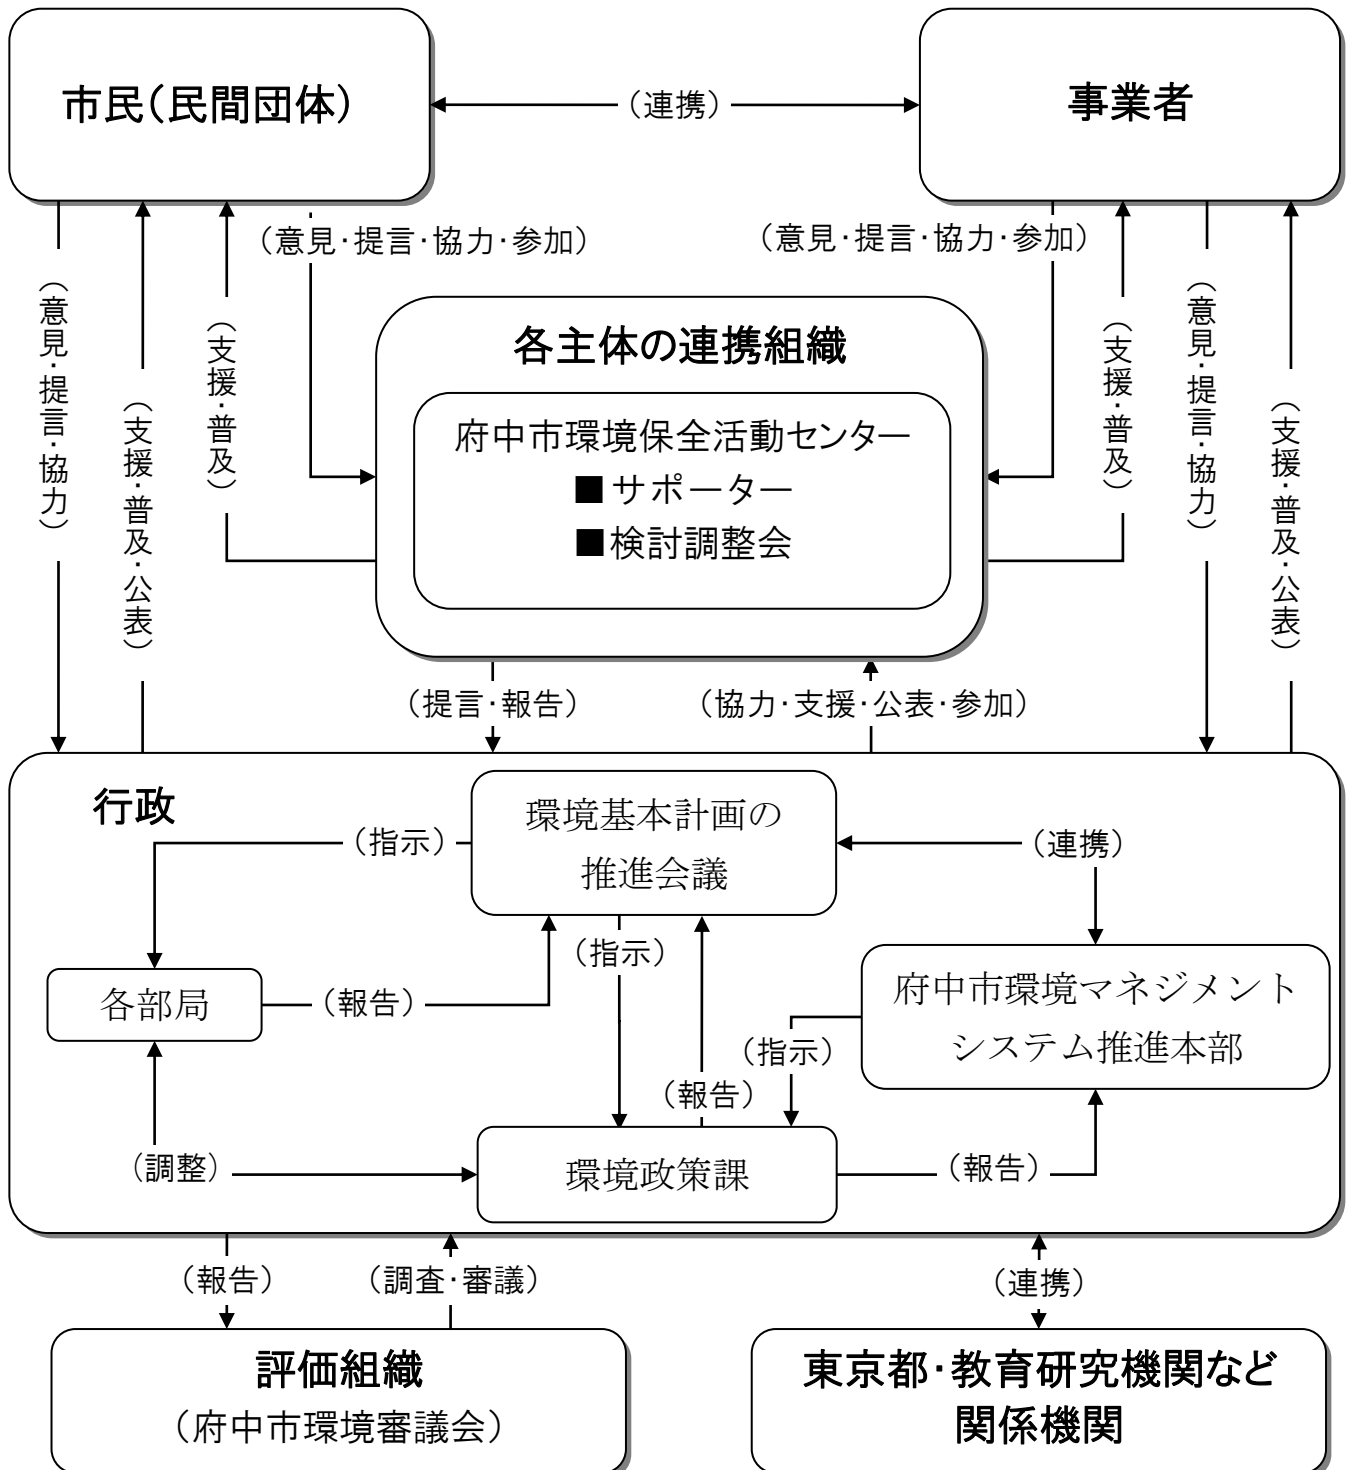 市民（民間団体）
（連携）
事業者
（意見・提言・協力・参加）
（意見・提言・協力・参加）
（意見・提言・協力）
（支援・普及・公表）
（支援・普及）
各主体の連携組織
府中市環境保全活動センター
■サポーター
■検討調整会
（支援・普及）
（意見・提言・協力）
（支援・普及・公表）
（提言・報告）
（協力・支援・公表・参加）
行政
環境基本計画の
推進会議
（指示）
（連携）
（指示）
各部局
（報告）
府中市環境マネジメント
システム推進本部
（指示）
（報告）
（調整）
環境政策課
（報告）
（報告）
（調査・審議）
（連携）
評価組織
（府中市環境審議会）
東京都・教育研究機関など
関係機関